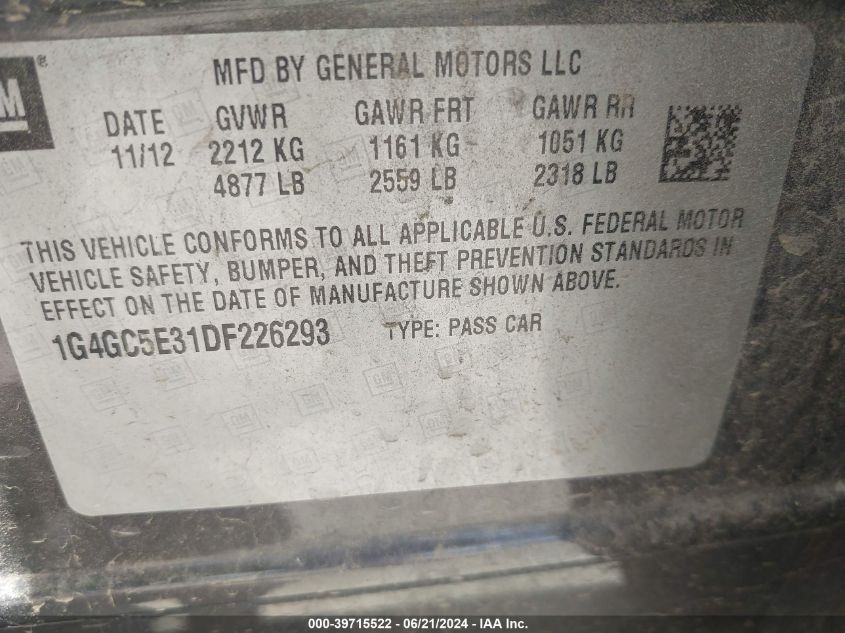 GM ®
MFD BY GENERAL MOTORS LLC
DATE GVWR GAWR FRT GAWR RR
11/12 2212 KG 1161 KG 1051 KG
4877 LB 2559 LB 2318 LB
THIS VEHICLE CONFORMS TO ALL APPLICABLE U.S. FEDERAL MOTOR
VEHICLE SAFETY, BUMPER, AND THEFT PREVENTION STANDARDS IN
EFFECT ON THE DATE OF MANUFACTURE SHOWN ABOVE.
1G4GC5E31DF226293 TYPE: PASS CAR
000-39715522 - 06/21/2024 - IAA Inc.